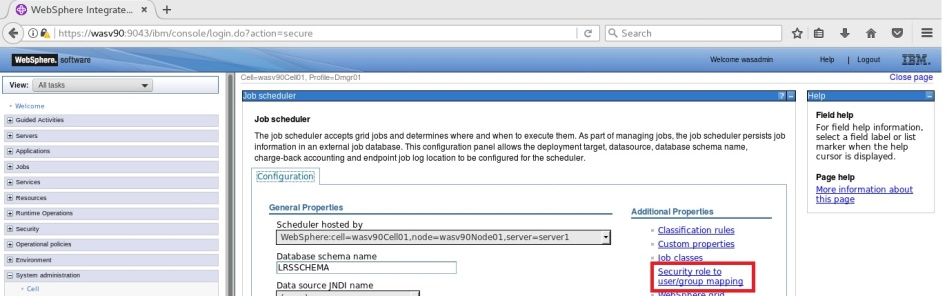 WebSphere Integrate...
https://wasv90:9043/ibm/console/login.do?action=secure
Search
WebSphere. software
Welcome wasadmin
Help | Logout
IBM.
Cell=wasv90Cell01, Profile=Dmgr01
Close page
View: All tasks
Welcome
Guided Activities
Servers
Applications
Jobs
Services
Resources
Runtime Operations
Security
Operational policies
Environment
System administration
Cell
Job scheduler
Job scheduler
The job scheduler accepts grid jobs and determines where and when to execute them. As part of managing jobs, the job scheduler persists job
information in an external job database. This configuration panel allows the deployment target, datasource, database schema name,
charge-back accounting and endpoint job log location to be configured for the scheduler.
Configuration
General Properties
Scheduler hosted by
WebSphere:cell=wasv90Cell01,node=wasv90Node01,server=server1
Database schema name
LRSSCHEMA
Data source JNDI name
Additional Properties
Classification rules
Custom properties
Job classes
Security role to
user/group mapping
WebSphere grid
Help
Field help
For field help information,
select a field label or list
marker when the help
cursor is displayed.
Page help
More information about
this page